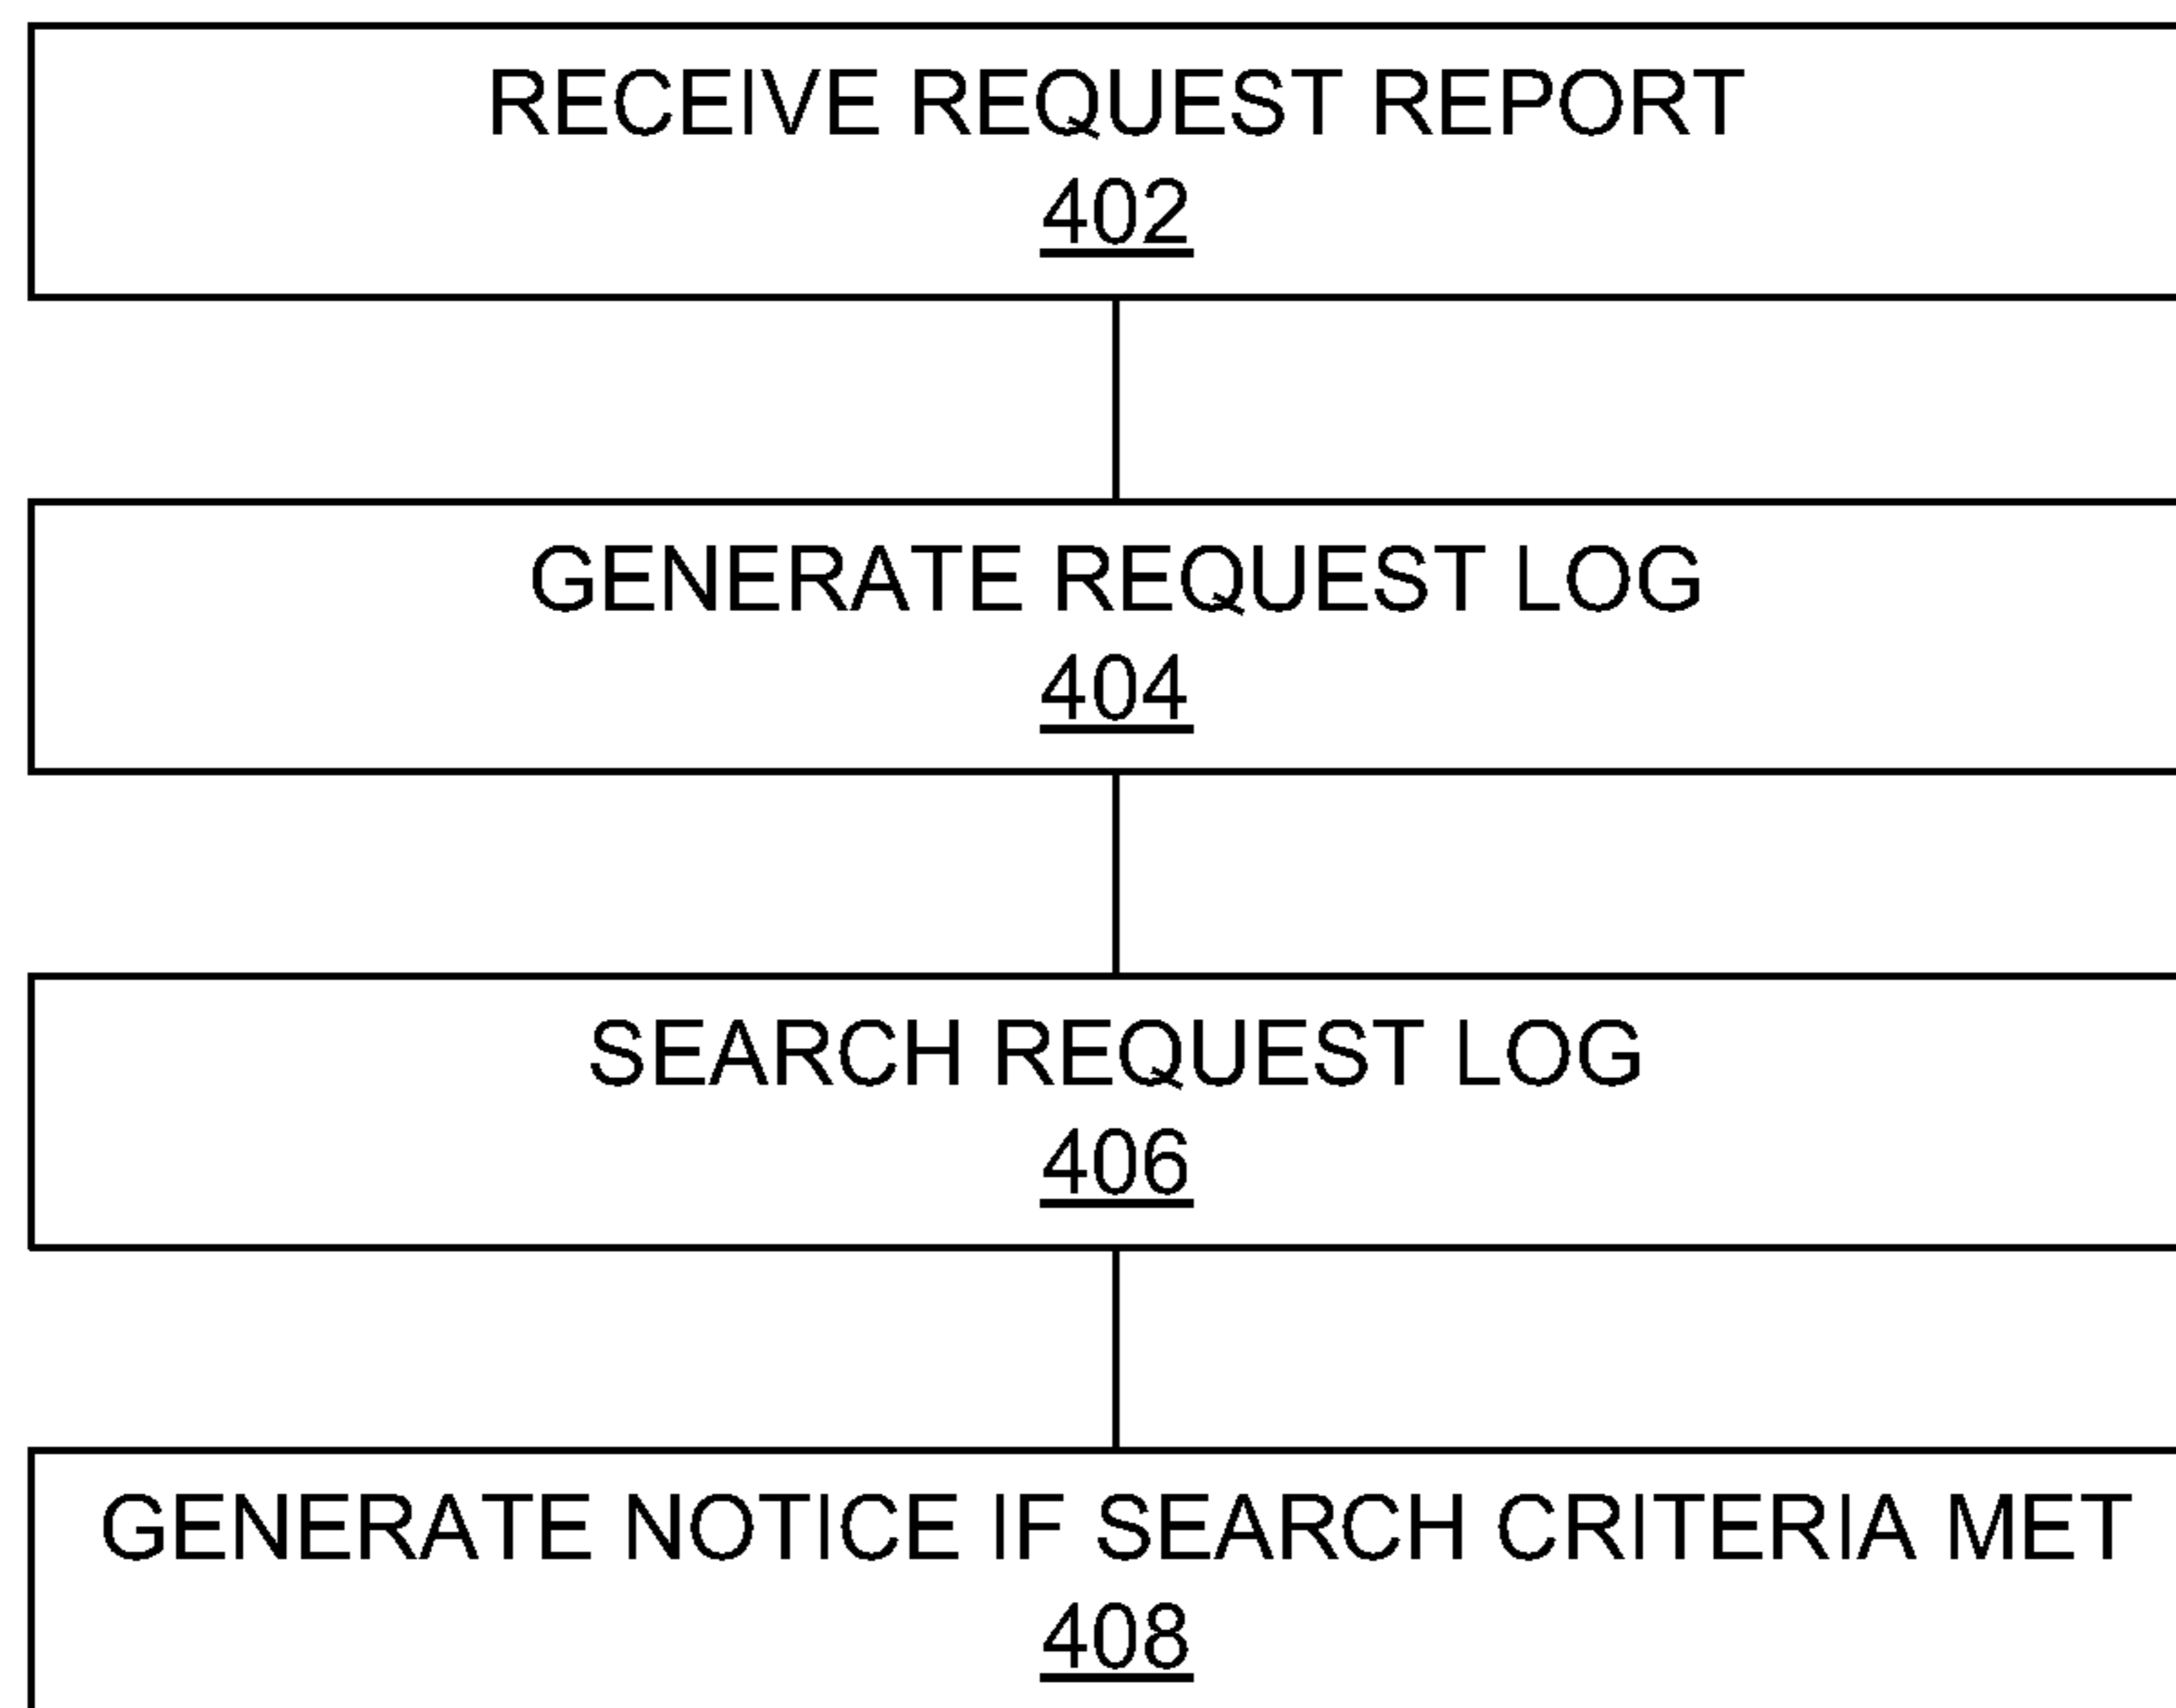 RECEIVE REQUEST REPORT
402
GENERATE REQUEST LOG
404
SEARCH REQUEST LOG
406
GENERATE NOTICE IF SEARCH CRITERIA MET
408